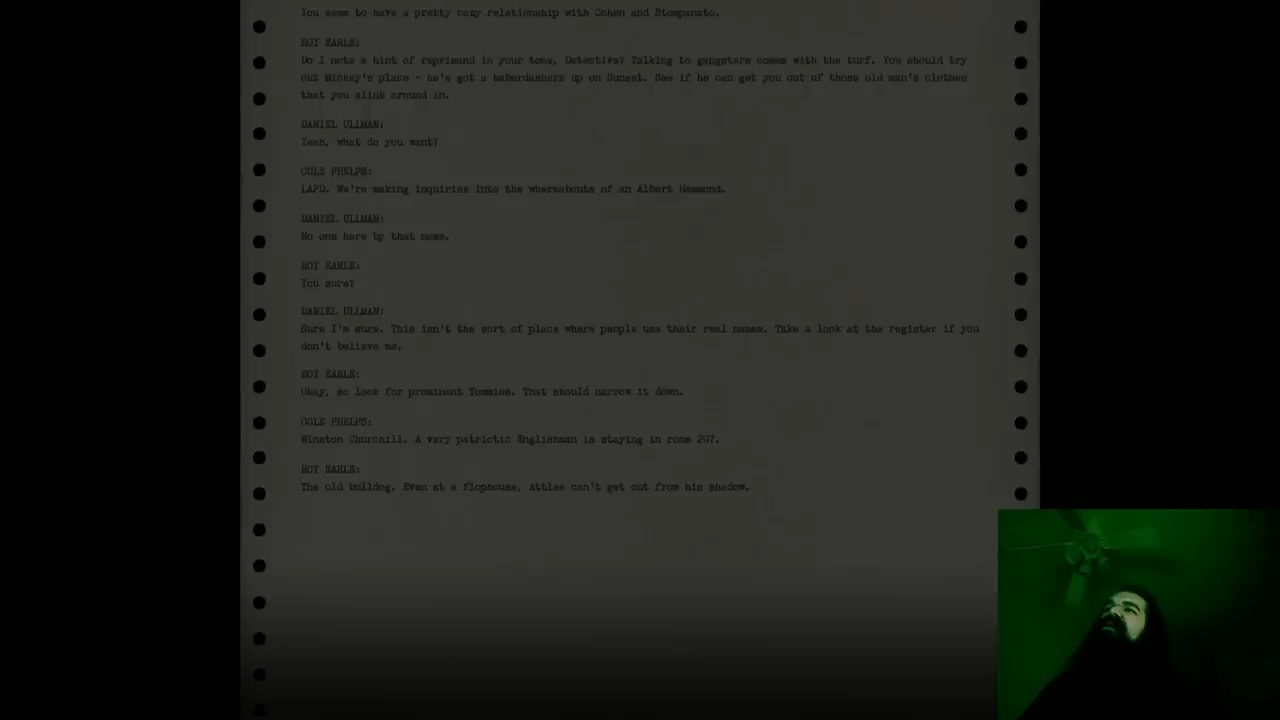 You seem to have a pretty cozy relationship with Cohen and Stompanato.
ROY EARLE:
Do I note a hint of reprimand in your tone, Detective? Talking to gangsters comes with the turf. You should try
out Mickey's place - he's got a haberdashers up on Sunset. See if he can get you out of those old man's clothes
that you slink around in.
DANIEL ULLMAN:
Yeah, what do you want?
COLE PHELPS:
LAPD. We're making inquiries into the whereabouts of an Albert Hammond.
DANIEL ULLMAN:
No one here by that name.
ROY EARLE:
You sure?
DANIEL ULLMAN:
Sure I'm sure. This isn't the sort of place where people use their real names. Take a look at the register if you
don't believe me.
ROY EARLE:
Okay, so look for prominent Tommies. That should narrow it down.
COLE PHELPS:
Winston Churchill. A very patriotic Englishman is staying in room 207.
ROY EARLE:
The old bulldog. Even at a flophouse, Attlee can't get out from his shadow.